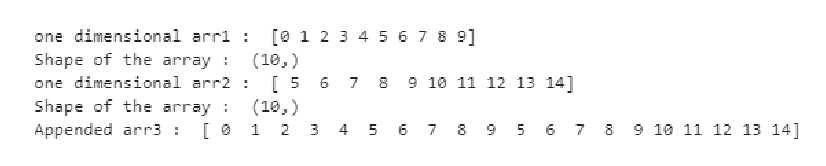 one dimensional arr1 :  [0 1 2 3 4 5 6 7 8 9]
Shape of the array :  (10,)
one dimensional arr2 :  [ 5  6  7  8  9 10 11 12 13 14]
Shape of the array :  (10,)
Appended arr3 :  [ 0  1  2  3  4  5  6  7  8  9  5  6  7  8  9 10 11 12 13 14]